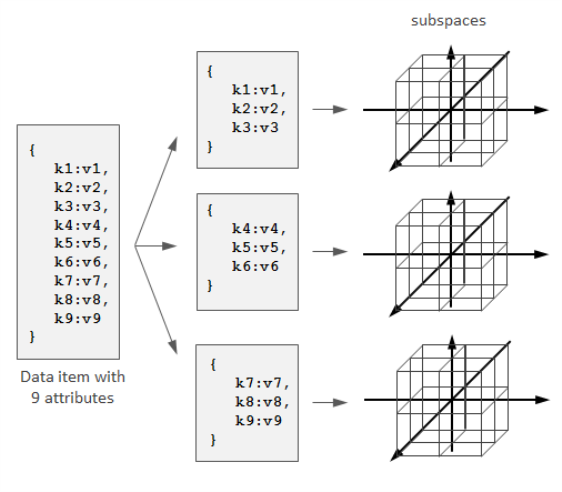 subspaces
{
k1:v1,
k2:v2,
k3:v3
}
{
k1:v1,
k2:v2,
k3:v3,
k4:v4,
k5:v5,
k6:v6,
k7:v7,
k8:v8,
k9:v9
}
Data item with
9 attributes
{
k4:v4,
k5:v5,
k6:v6
}
{
k7:v7,
k8:v8,
k9:v9
}